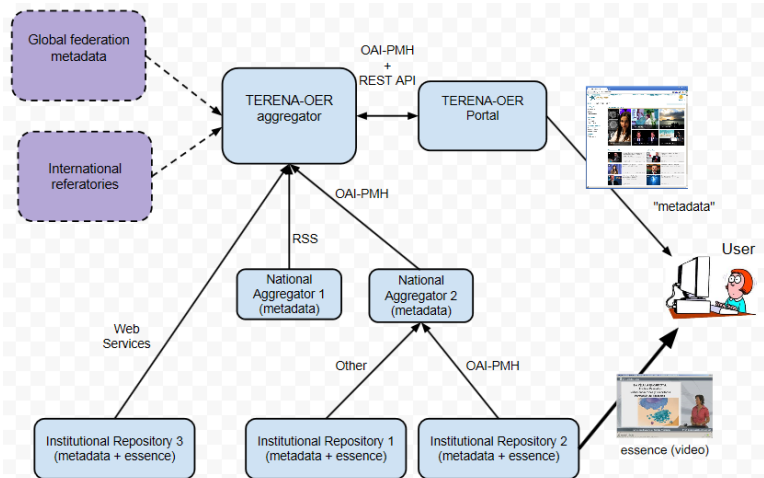 Global federation
metadata
OAI-PMH
+
REST API
TERENA-OER
aggregator
TERENA-OER
Portal
International
referatories
"metadata"
OAI-PMH
User
RSS
National
Aggregator 1
(metadata)
National
Aggregator 2
(metadata)
Web
Services
Other
OAI-PMH
Institutional Repository 3
(metadata + essence)
Institutional Repository 1
(metadata + essence)
Institutional Repository 2
(metadata + essence)
essence (video)